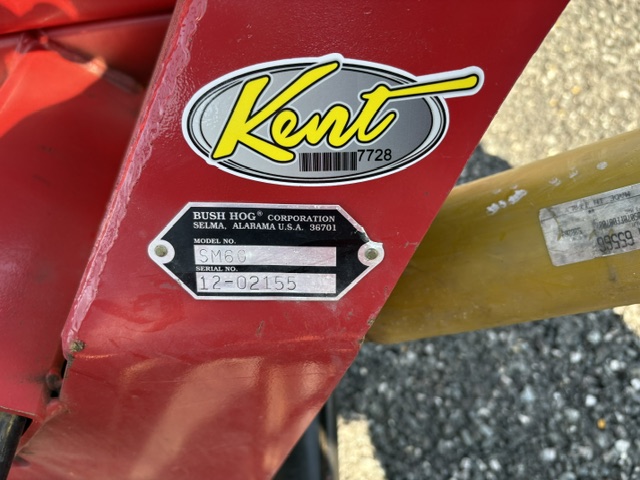 Kent
7728
BUSH HOG® CORPORATION
SELMA, ALABAMA U.S.A. 36701
MODEL NO.
SM60
SERIAL NO.
12-02155